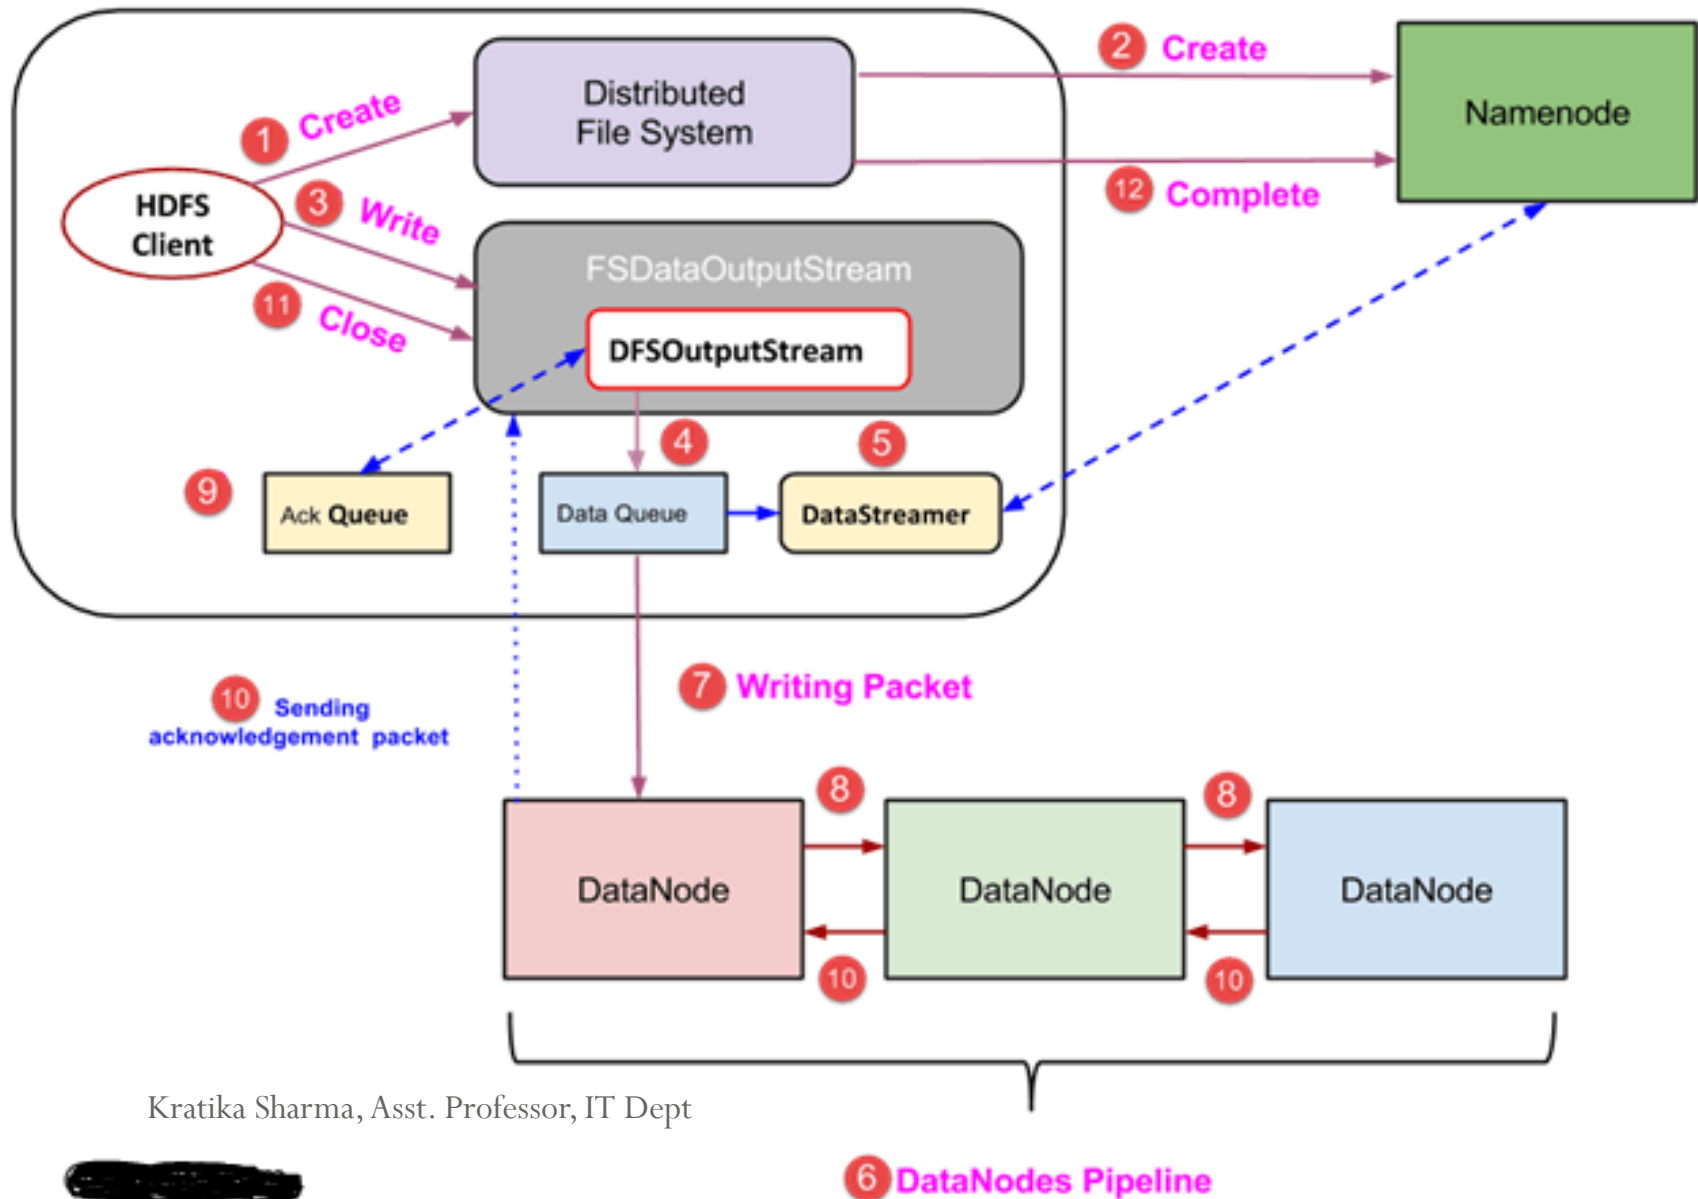 2 Create
Distributed
File System
Namenode
1 Create
12 Complete
HDFS
Client
3 Write
FSDataOutputStream
11 Close
DFSOutputStream
4
5
9
Ack Queue
Data Queue
DataStreamer
7 Writing Packet
10 Sending
acknowledgement packet
8
8
DataNode
DataNode
DataNode
10
10
Kratika Sharma, Asst. Professor, IT Dept
6 DataNodes Pipeline